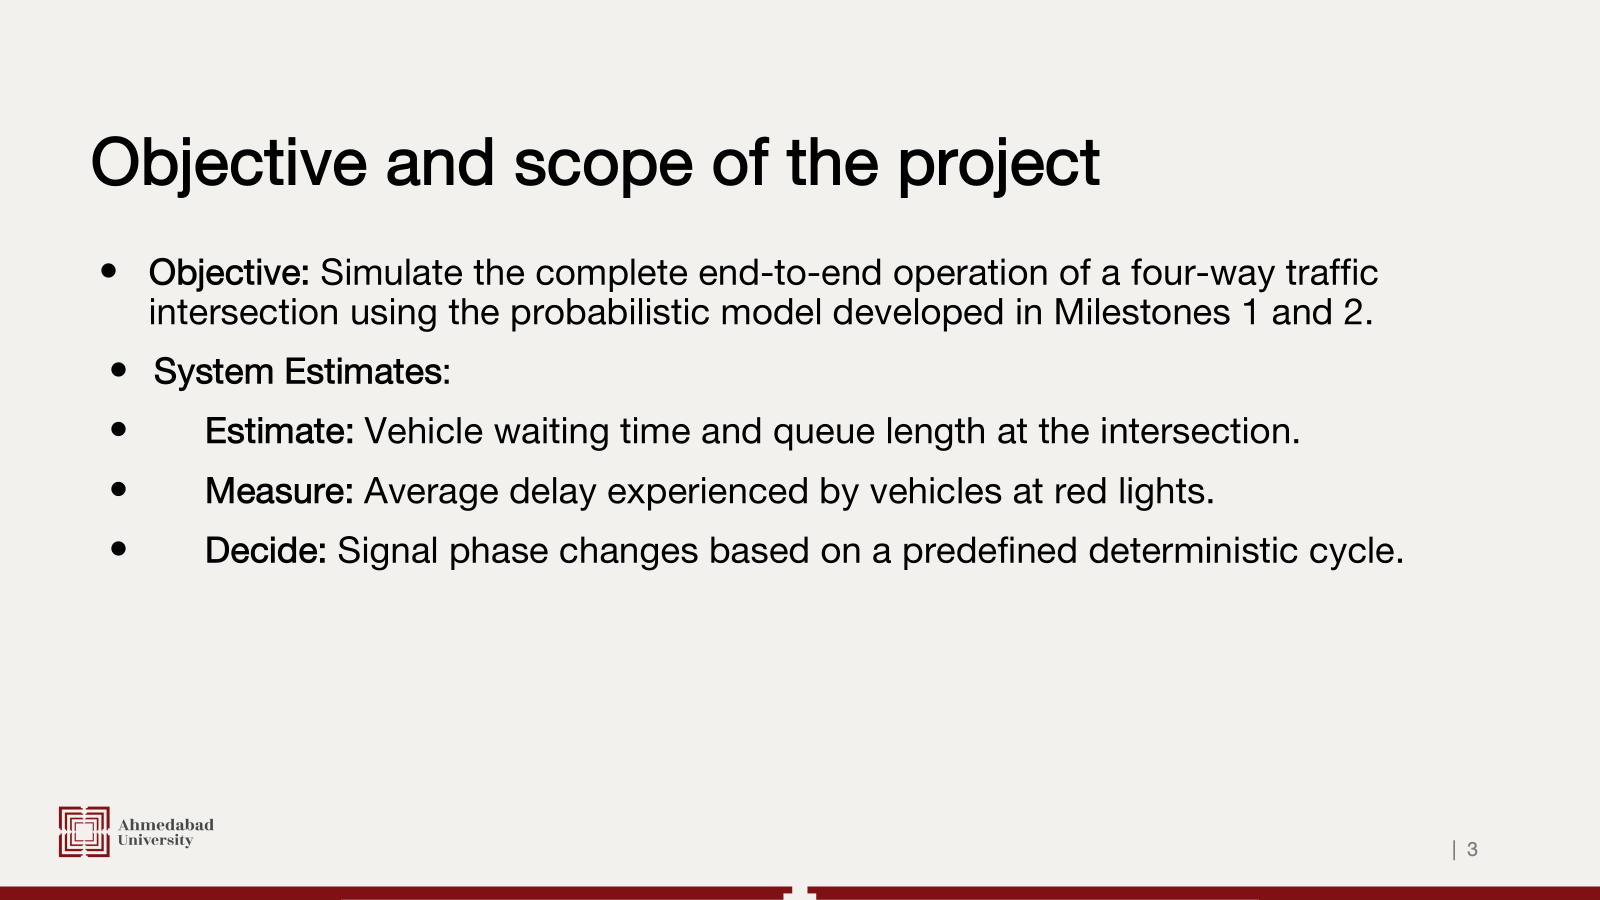 Objective and scope of the project
• Objective: Simulate the complete end-to-end operation of a four-way traffic
intersection using the probabilistic model developed in Milestones 1 and 2.
• System Estimates:
• Estimate: Vehicle waiting time and queue length at the intersection.
• Measure: Average delay experienced by vehicles at red lights.
• Decide: Signal phase changes based on a predefined deterministic cycle.
Ahmedabad
University
| 3